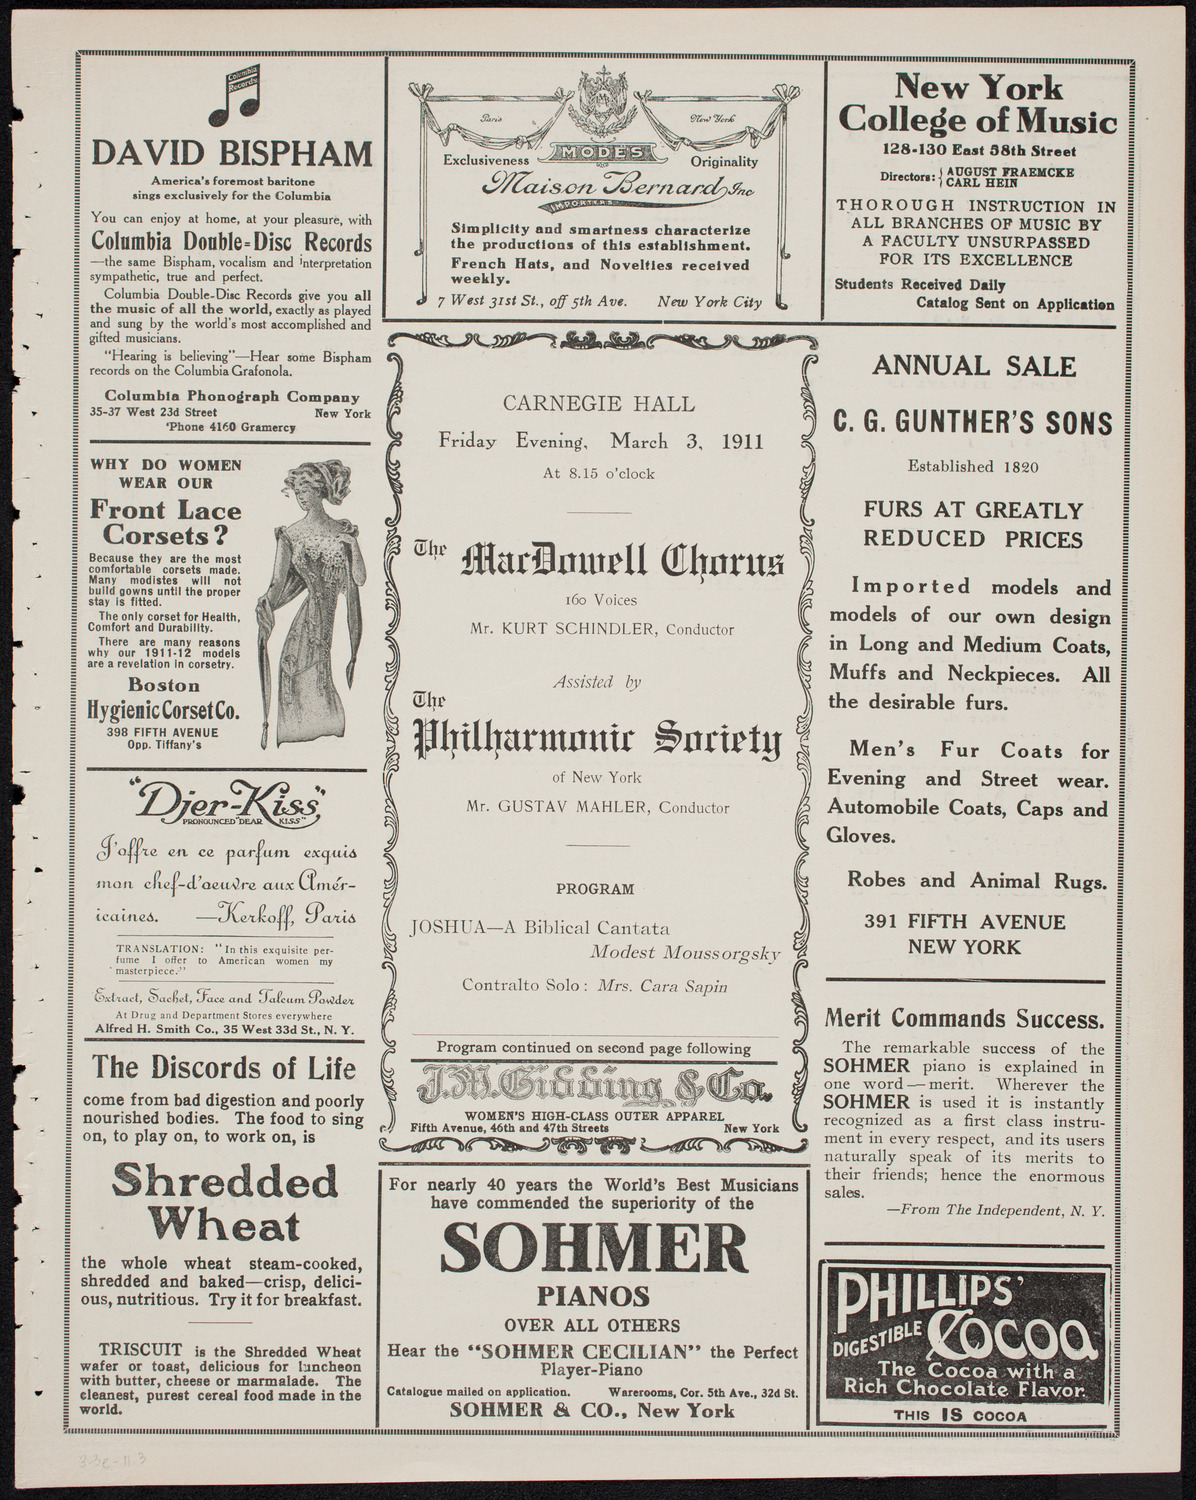 Columbia
Records
DAVID BISPHAM
America's foremost baritone
sings exclusively for the Columbia
You can enjoy at home, at your pleasure, with
Columbia Double-Disc Records
—the same Bispham, vocalism and interpretation
sympathetic, true and perfect.
Columbia Double-Disc Records give you all
the music of all the world, exactly as played
and sung by the world's most accomplished and
gifted musicians.
"Hearing is believing"—Hear some Bispham
records on the Columbia Grafonola.
Columbia Phonograph Company
35-37 West 23d Street New York
'Phone 4160 Gramercy
WHY DO WOMEN
WEAR OUR
Front Lace
Corsets?
Because they are the most
comfortable corsets made.
Many modistes will not
build gowns until the proper
stay is fitted.
The only corset for Health,
Comfort and Durability.
There are many reasons
why our 1911-12 models
are a revelation in corsetry.
Boston
Hygienic Corset Co.
398 FIFTH AVENUE
Opp. Tiffany's
"Djer-Kiss"
PRONOUNCED "DEAR KISS"
J'offre en ce parfum exquis
mon chef-d'oeuvre aux Amér-
icaines. —Kerkoff, Paris
TRANSLATION: "In this exquisite per-
fume I offer to American women my
masterpiece."
Extract, Sachet, Face and Talcum Powder
At Drug and Department Stores everywhere
Alfred H. Smith Co., 35 West 33d St., N. Y.
The Discords of Life
come from bad digestion and poorly
nourished bodies. The food to sing
on, to play on, to work on, is
Shredded
Wheat
the whole wheat steam-cooked,
shredded and baked—crisp, delici-
ous, nutritious. Try it for breakfast.
TRISCUIT is the Shredded Wheat
wafer or toast, delicious for luncheon
with butter, cheese or marmalade. The
cleanest, purest cereal food made in the
world.
3-3e-11.3
Paris New York
Exclusiveness MODES Originality
Maison Bernard Inc
IMPORTERS
Simplicity and smartness characterize
the productions of this establishment.
French Hats, and Novelties received
weekly.
7 West 31st St., off 5th Ave. New York City
CARNEGIE HALL
Friday Evening, March 3, 1911
At 8.15 o'clock
The MacDowell Chorus
160 Voices
Mr. KURT SCHINDLER, Conductor
Assisted by
The
Philharmonic Society
of New York
Mr. GUSTAV MAHLER, Conductor
PROGRAM
JOSHUA—A Biblical Cantata
Modest Moussorgsky
Contralto Solo: Mrs. Cara Sapin
Program continued on second page following
J.M. Gidding & Co.
WOMEN'S HIGH-CLASS OUTER APPAREL
Fifth Avenue, 46th and 47th Streets New York
For nearly 40 years the World's Best Musicians
have commended the superiority of the
SOHMER
PIANOS
OVER ALL OTHERS
Hear the "SOHMER CECILIAN" the Perfect
Player-Piano
Catalogue mailed on application. Warerooms, Cor. 5th Ave., 32d St.
SOHMER & CO., New York
New York
College of Music
128-130 East 58th Street
Directors: { AUGUST FRAEMCKE
CARL HEIN
THOROUGH INSTRUCTION IN
ALL BRANCHES OF MUSIC BY
A FACULTY UNSURPASSED
FOR ITS EXCELLENCE
Students Received Daily
Catalog Sent on Application
ANNUAL SALE
C. G. GUNTHER'S SONS
Established 1820
FURS AT GREATLY
REDUCED PRICES
Imported models and
models of our own design
in Long and Medium Coats,
Muffs and Neckpieces. All
the desirable furs.
Men's Fur Coats for
Evening and Street wear.
Automobile Coats, Caps and
Gloves.
Robes and Animal Rugs.
391 FIFTH AVENUE
NEW YORK
Merit Commands Success.
The remarkable success of the
SOHMER piano is explained in
one word—merit. Wherever the
SOHMER is used it is instantly
recognized as a first class instru-
ment in every respect, and its users
naturally speak of its merits to
their friends; hence the enormous
sales.
—From The Independent, N. Y.
PHILLIPS'
DIGESTIBLE COCOA
The Cocoa with a
Rich Chocolate Flavor.
THIS IS COCOA